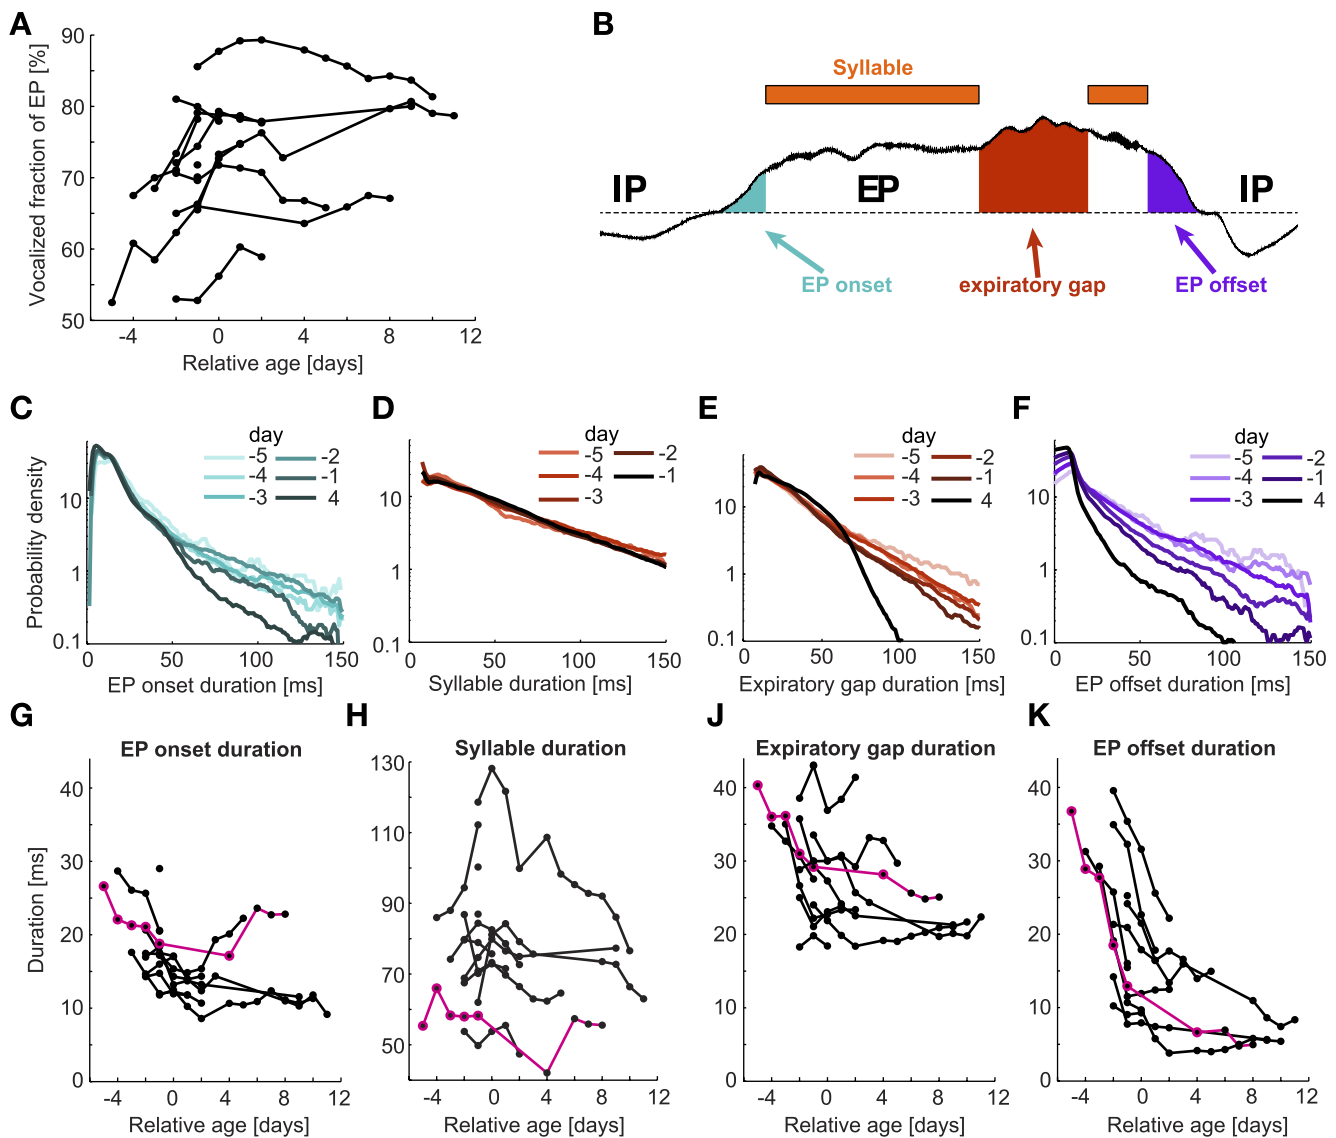 A
Vocalized fraction of EP [%]
90
80
70
60
50
-4
0
4
8
12
Relative age [days]
B
Syllable
IP
EP
IP
EP onset
expiratory gap
EP offset
C
Probability density
10
1
0.1
day
-5
-2
-4
-1
-3
4
0
50
100
150
EP onset duration [ms]
D
10
1
0.1
day
-5
-2
-4
-1
-3
0
50
100
150
Syllable duration [ms]
E
10
1
0.1
day
-5
-2
-4
-1
-3
4
0
50
100
150
Expiratory gap duration [ms]
F
10
1
0.1
day
-5
-2
-4
-1
-3
4
0
50
100
150
EP offset duration [ms]
G
EP onset duration
Duration [ms]
40
30
20
10
0
-4
0
4
8
12
Relative age [days]
H
Syllable duration
130
110
90
70
50
-4
0
4
8
12
Relative age [days]
J
Expiratory gap duration
40
30
20
10
0
-4
0
4
8
12
Relative age [days]
K
EP offset duration
40
30
20
10
0
-4
0
4
8
12
Relative age [days]